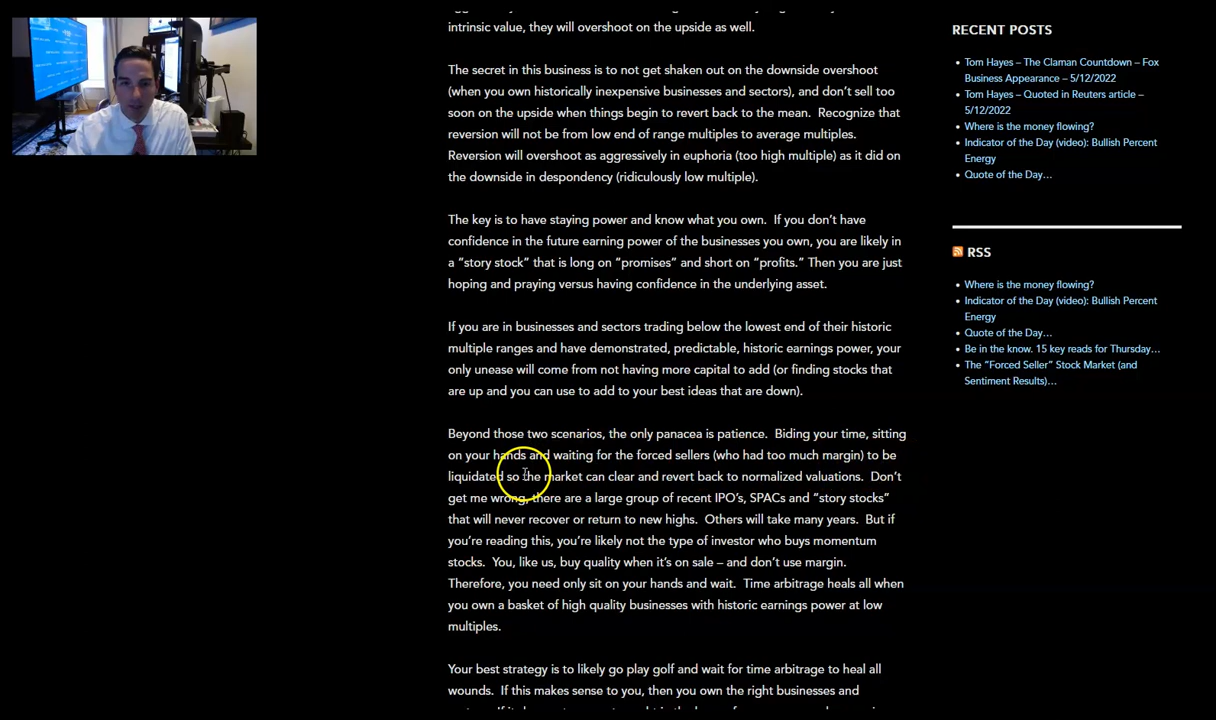 intrinsic value, they will overshoot on the upside as well.
The secret in this business is to not get shaken out on the downside overshoot
(when you own historically inexpensive businesses and sectors), and don't sell too
soon on the upside when things begin to revert back to the mean.  Recognize that
reversion will not be from low end of range multiples to average multiples.
Reversion will overshoot as aggressively in euphoria (too high multiple) as it did on
the downside in despondency (ridiculously low multiple).
The key is to have staying power and know what you own.  If you don't have
confidence in the future earning power of the businesses you own, you are likely in
a "story stock" that is long on "promises" and short on "profits." Then you are just
hoping and praying versus having confidence in the underlying asset.
If you are in businesses and sectors trading below the lowest end of their historic
multiple ranges and have demonstrated, predictable, historic earnings power, your
only unease will come from not having more capital to add (or finding stocks that
are up and you can use to add to your best ideas that are down).
Beyond those two scenarios, the only panacea is patience.  Biding your time, sitting
on your hands and waiting for the forced sellers (who had too much margin) to be
liquidated so the market can clear and revert back to normalized valuations.  Don't
get me wrong, there are a large group of recent IPO's, SPACs and "story stocks"
that will never recover or return to new highs.  Others will take many years.  But if
you're reading this, you're likely not the type of investor who buys momentum
stocks.  You, like us, buy quality when it's on sale – and don't use margin.
Therefore, you need only sit on your hands and wait.  Time arbitrage heals all when
you own a basket of high quality businesses with historic earnings power at low
multiples.
Your best strategy is to likely go play golf and wait for time arbitrage to heal all
wounds.  If this makes sense to you, then you own the right businesses and
RECENT POSTS
Tom Hayes – The Claman Countdown – Fox
Business Appearance – 5/12/2022
Tom Hayes – Quoted in Reuters article –
5/12/2022
Where is the money flowing?
Indicator of the Day (video): Bullish Percent
Energy
Quote of the Day…
RSS
Where is the money flowing?
Indicator of the Day (video): Bullish Percent
Energy
Quote of the Day…
Be in the know. 15 key reads for Thursday…
The "Forced Seller" Stock Market (and
Sentiment Results)…